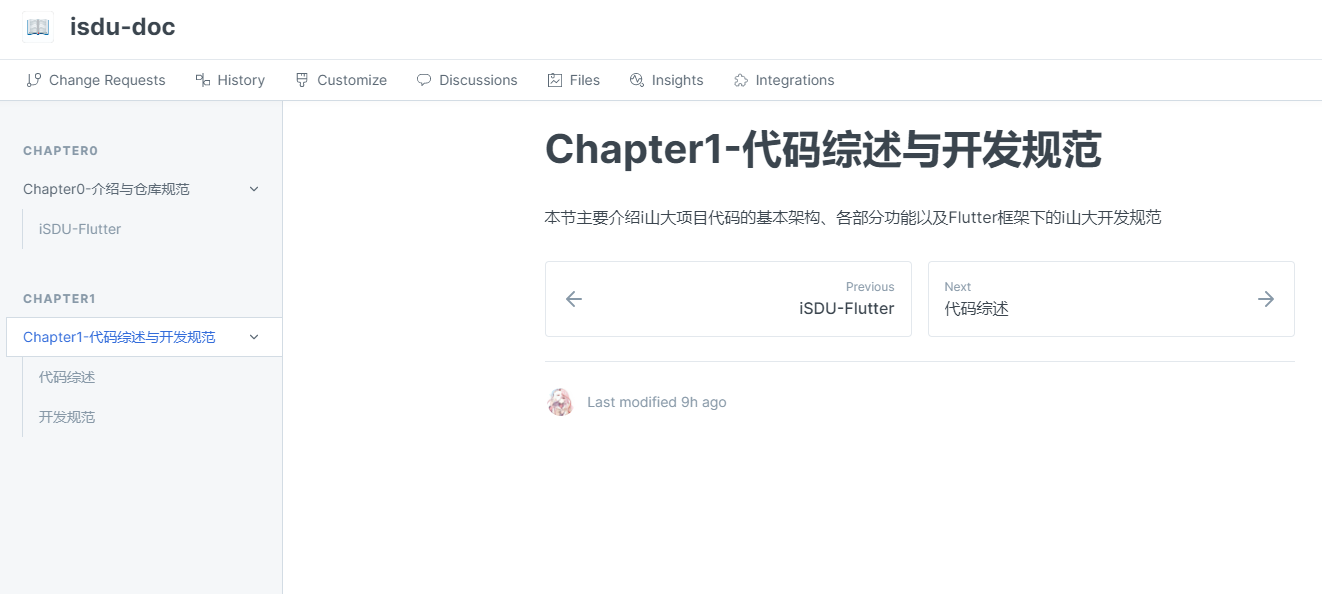 isdu-doc
Change Requests History Customize Discussions Files Insights Integrations
CHAPTER0
Chapter0-介绍与仓库规范
iSDU-Flutter
CHAPTER1
Chapter1-代码综述与开发规范
代码综述
开发规范
Chapter1-代码综述与开发规范
本节主要介绍i山大项目代码的基本架构、各部分功能以及Flutter框架下的i山大开发规范
Previous
iSDU-Flutter
Next
代码综述
Last modified 9h ago